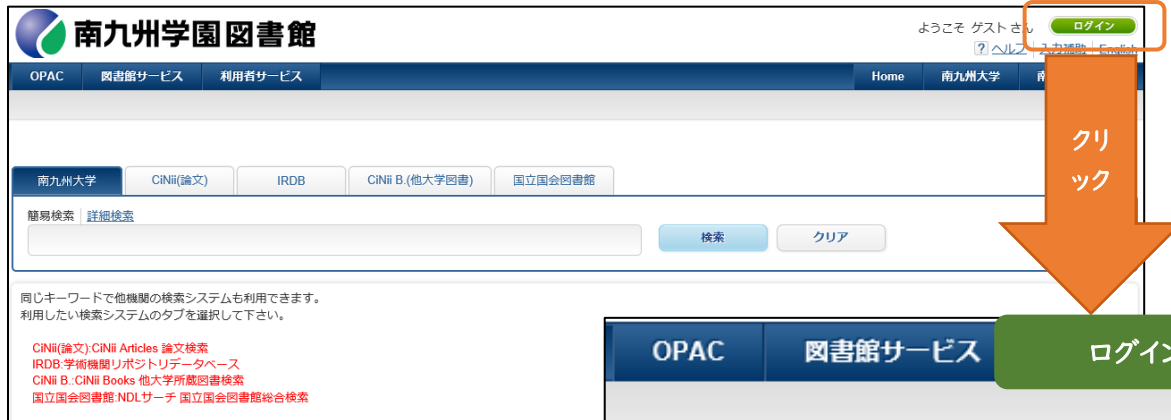 南九州学園図書館
ようこそ ゲスト さん ログイン
? ヘルプ 入力補助 English
OPAC 図書館サービス 利用者サービス Home 南九州大学
クリ
ック
南九州大学 CiNii(論文) IRDB CiNii B.(他大学図書) 国立国会図書館
簡易検索 詳細検索
検索 クリア
同じキーワードで他機関の検索システムも利用できます。
利用したい検索システムのタブを選択して下さい。
CiNii(論文):CiNii Articles 論文検索
IRDB:学術機関リポジトリデータベース
CiNii B.:CiNii Books 他大学所蔵図書検索
国立国会図書館:NDLサーチ 国立国会図書館総合検索
OPAC 図書館サービス ログイン